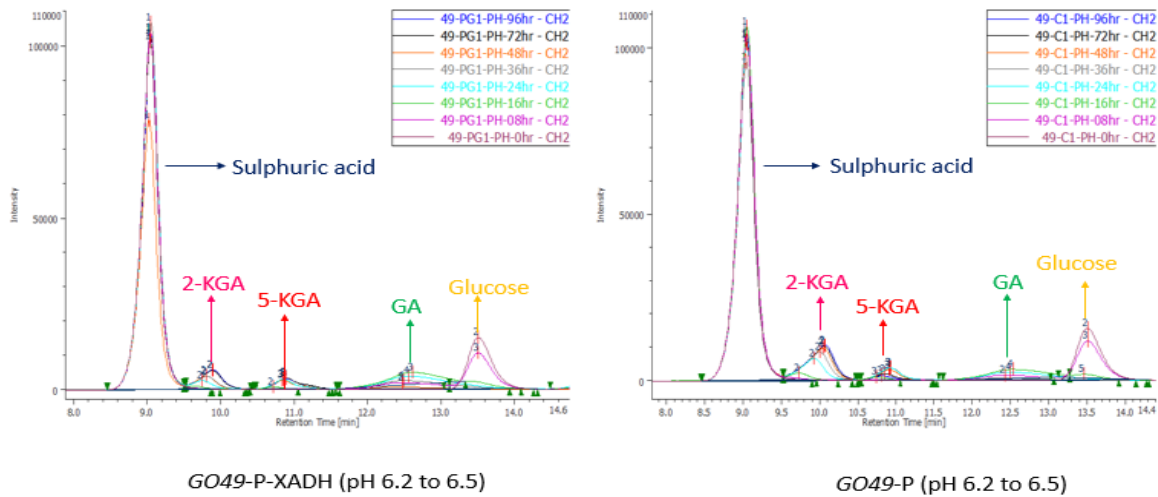 110000
100000
50000
0
Intensity
49-PG1-PH-96hr - CH2
49-PG1-PH-72hr - CH2
49-PG1-PH-48hr - CH2
49-PG1-PH-36hr - CH2
49-PG1-PH-24hr - CH2
49-PG1-PH-16hr - CH2
49-PG1-PH-08hr - CH2
49-PG1-PH-0hr - CH2
Sulphuric acid
2-KGA
5-KGA
GA
Glucose
8.0 9.0 10.0 11.0 12.0 13.0 14.0 14.6
Retention Time [min]
GO49-P-XADH (pH 6.2 to 6.5)
110000
100000
50000
0
Intensity
49-C1-PH-96hr - CH2
49-C1-PH-72hr - CH2
49-C1-PH-48hr - CH2
49-C1-PH-36hr - CH2
49-C1-PH-24hr - CH2
49-C1-PH-16hr - CH2
49-C1-PH-08hr - CH2
49-C1-PH-0hr - CH2
Sulphuric acid
2-KGA
5-KGA
GA
Glucose
8.0 8.5 9.0 9.5 10.0 10.5 11.0 11.5 12.0 12.5 13.0 13.5 14.0 14.4
Retention Time [min]
GO49-P (pH 6.2 to 6.5)